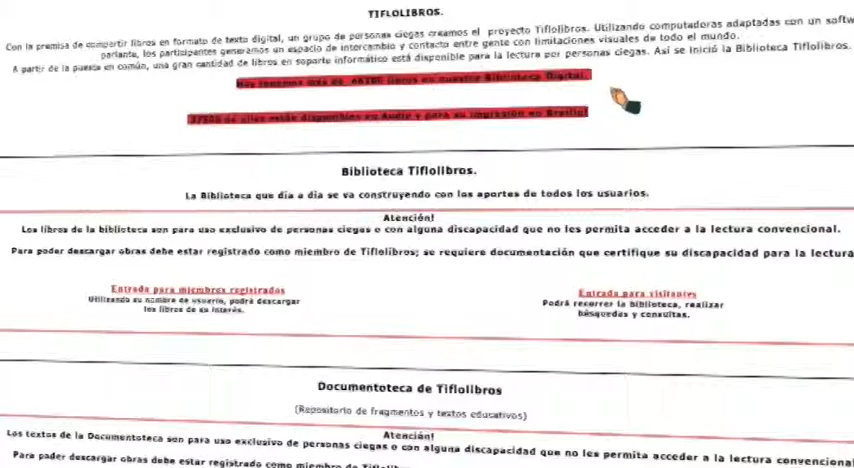 TIFLOLIBROS.
Con la premisa de compartir libros en formato de texto digital, un grupo de personas ciegas creamos el proyecto Tiflolibros. Utilizando computadoras adaptadas con un softw
parlante, los participantes generamos un espacio de intercambio y contacto entre gente con limitaciones visuales de todo el mundo.
A partir de la puesta en común, una gran cantidad de libros en soporte informático está disponible para la lectura por personas ciegas. Así se inició la Biblioteca Tiflolibros.
Hoy tenemos más de libros en nuestra Biblioteca Digital.
de ellos están disponibles en Audio y para su impresión en Braille!
Biblioteca Tiflolibros.
La Biblioteca que día a día se va construyendo con los aportes de todos los usuarios.
Atención!
Los libros de la biblioteca son para uso exclusivo de personas ciegas o con alguna discapacidad que no les permita acceder a la lectura convencional.
Para poder descargar obras debe estar registrado como miembro de Tiflolibros; se requiere documentación que certifique su discapacidad para la lectura
Entrada para miembros registrados
Utilizando su nombre de usuario, podrá descargar
los libros de su interés.
Entrada para visitantes
Podrá recorrer la biblioteca, realizar
búsquedas y consultas.
Documentoteca de Tiflolibros
(Repositorio de fragmentos y textos educativos)
Atención!
Los textos de la Documentoteca son para uso exclusivo de personas ciegas o con alguna discapacidad que no les permita acceder a la lectura convencional
Para poder descargar obras debe estar registrado como miembro de